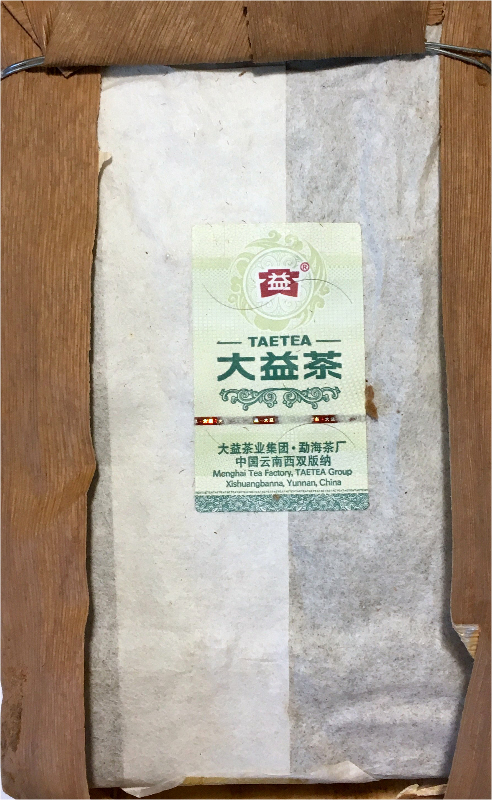 益®
TAETEA
大益茶
大益茶业集团·勐海茶厂
中国云南西双版纳
Menghai Tea Factory, TAETEA Group
Xishuangbanna, Yunnan, China